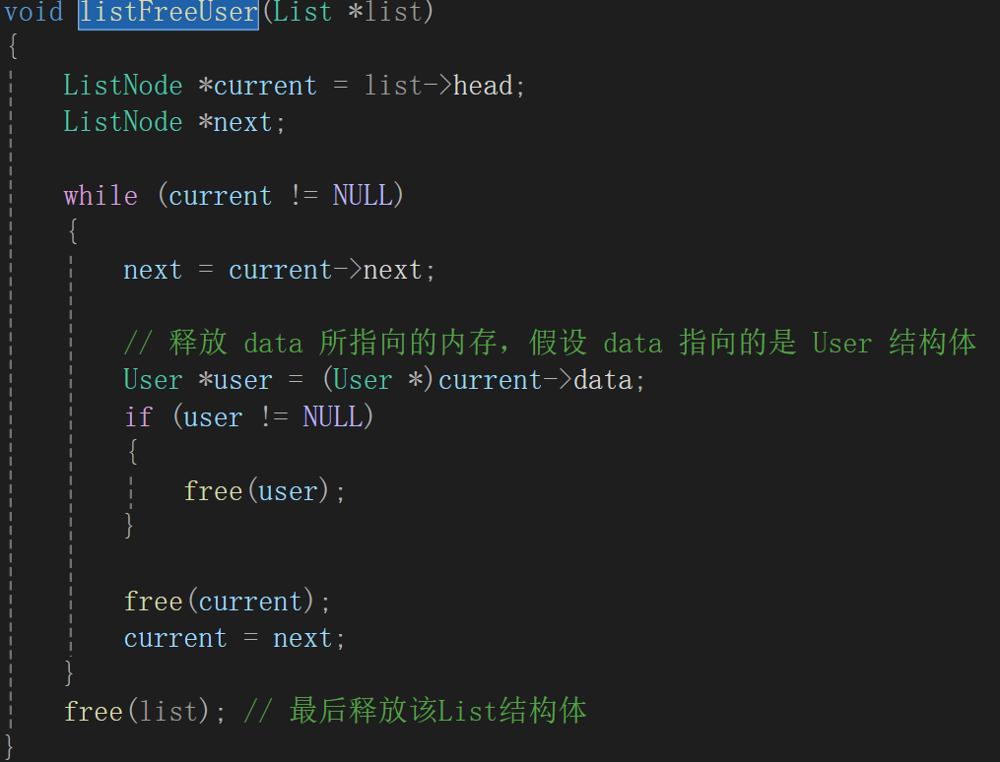 void listFreeUser(List *list)
{
ListNode *current = list->head;
ListNode *next;
while (current != NULL)
{
next = current->next;
// 释放 data 所指向的内存，假设 data 指向的是 User 结构体
User *user = (User *)current->data;
if (user != NULL)
{
free(user);
}
free(current);
current = next;
}
free(list); // 最后释放该List结构体
}